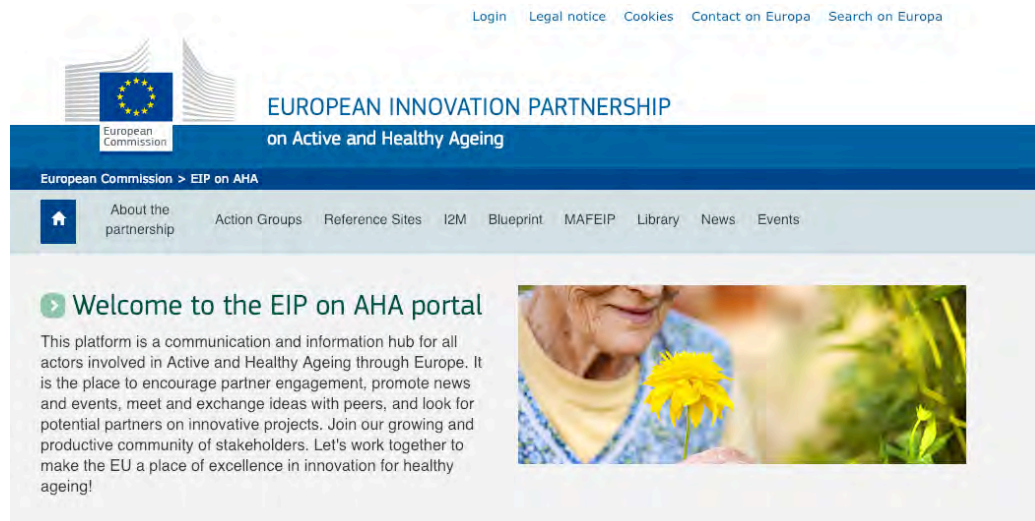 Login Legal notice Cookies Contact on Europa Search on Europa
European
Commission
EUROPEAN INNOVATION PARTNERSHIP
on Active and Healthy Ageing
European Commission > EIP on AHA
About the
partnership
Action Groups Reference Sites I2M Blueprint MAFEIP Library News Events
Welcome to the EIP on AHA portal
This platform is a communication and information hub for all
actors involved in Active and Healthy Ageing through Europe. It
is the place to encourage partner engagement, promote news
and events, meet and exchange ideas with peers, and look for
potential partners on innovative projects. Join our growing and
productive community of stakeholders. Let's work together to
make the EU a place of excellence in innovation for healthy
ageing!